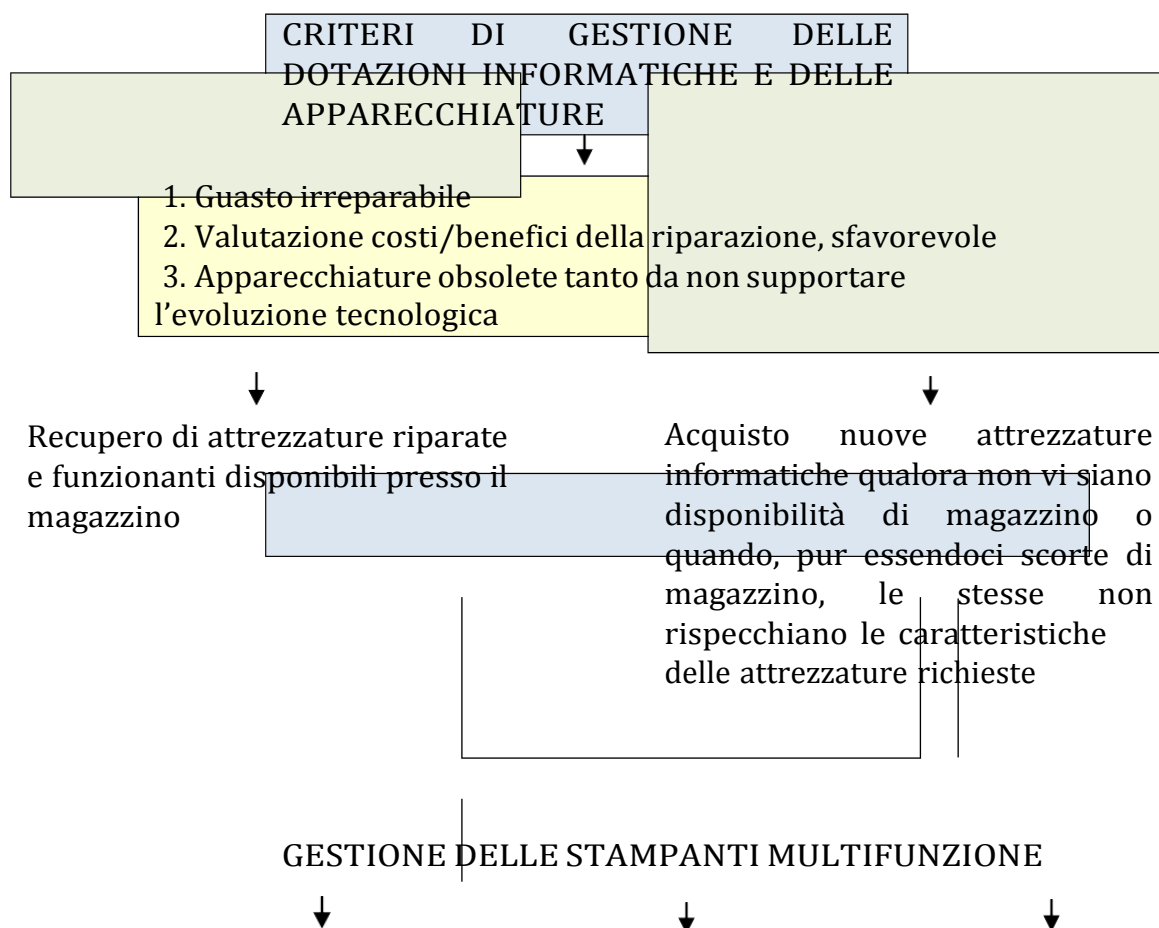 CRITERI DI GESTIONE DELLE
DOTAZIONI INFORMATICHE E DELLE
APPARECCHIATURE
1. Guasto irreparabile
2. Valutazione costi/benefici della riparazione, sfavorevole
3. Apparecchiature obsolete tanto da non supportare
l’evoluzione tecnologica
Recupero di attrezzature riparate
e funzionanti disponibili presso il
magazzino
Acquisto nuove attrezzature
informatiche qualora non vi siano
disponibilità di magazzino o
quando, pur essendoci scorte di
magazzino, le stesse non
rispecchiano le caratteristiche
delle attrezzature richieste
GESTIONE DELLE STAMPANTI MULTIFUNZIONE